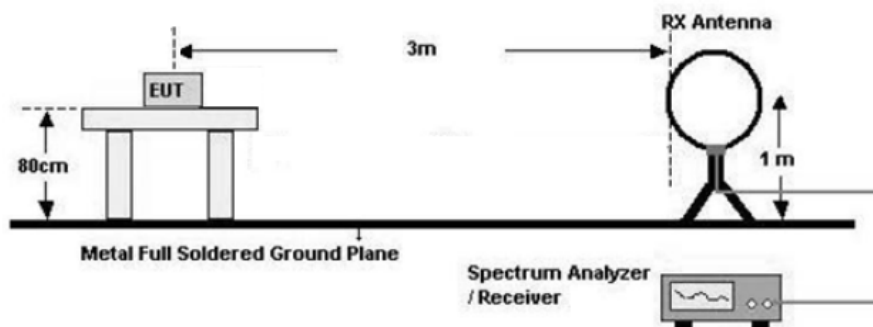 RX Antenna
3m
EUT
80cm
1 m
Metal Full Soldered Ground Plane
Spectrum Analyzer
/ Receiver